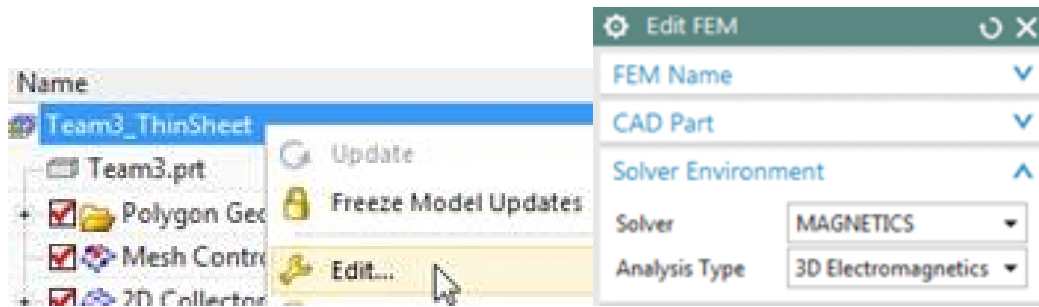 Name
Team3_ThinSheet
Team3.prt
Polygon Geo
Mesh Contro
2D Collector
Update
Freeze Model Updates
Edit...
Edit FEM
FEM Name
CAD Part
Solver Environment
Solver MAGNETICS
Analysis Type 3D Electromagnetics